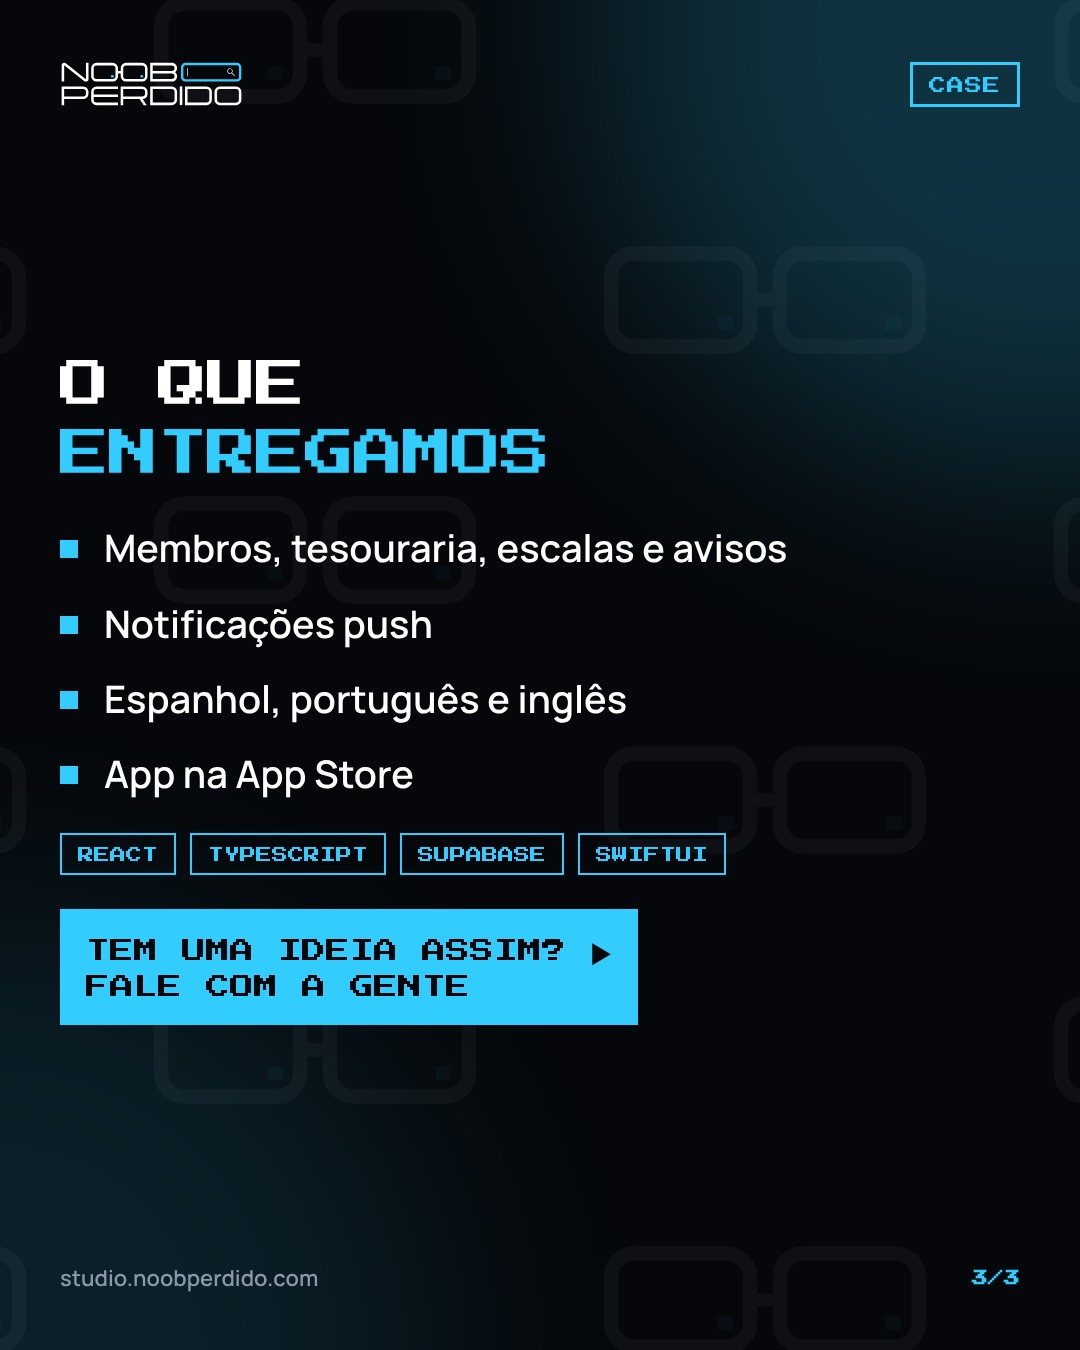 NOOB
PERDIDO
CASE
O QUE
ENTREGAMOS
Membros, tesouraria, escalas e avisos
Notificações push
Espanhol, português e inglês
App na App Store
REACT
TYPESCRIPT
SUPABASE
SWIFTUI
TEM UMA IDEIA ASSIM?
FALE COM A GENTE
studio.noobperdido.com
3/3